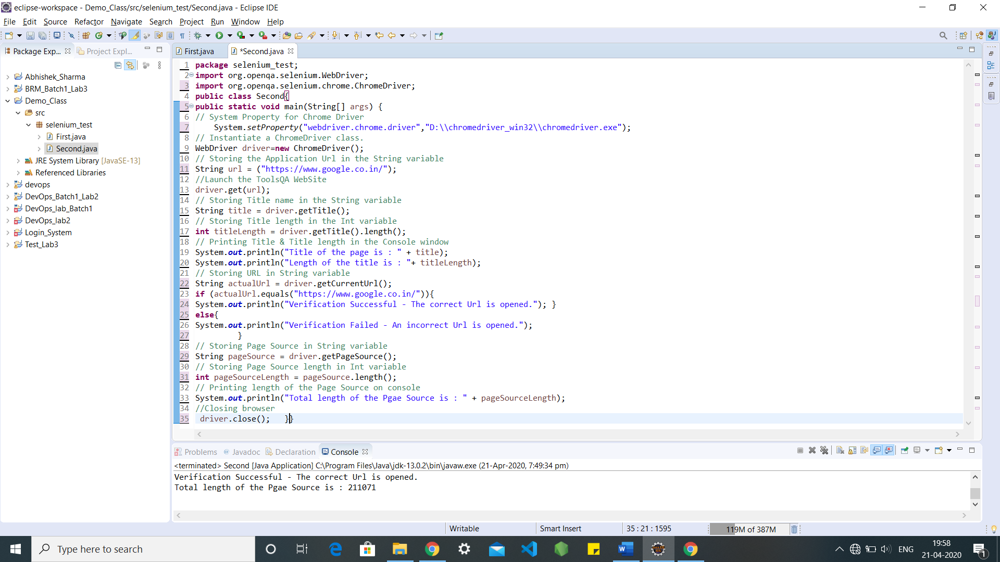 eclipse-workspace - Demo_Class/src/selenium_test/Second.java - Eclipse IDE
File Edit Source Refactor Navigate Search Project Run Window Help
Package Exp... Project Expl...
Abhishek_Sharma
BRM_Batch1_Lab3
Demo_Class
src
selenium_test
First.java
Second.java
JRE System Library [JavaSE-13]
Referenced Libraries
devops
DevOps_Batch1_Lab2
DevOps_lab_Batch1
DevOps_lab2
Login_System
Test_Lab3
First.java *Second.java
1 package selenium_test;
2 import org.openqa.selenium.WebDriver;
3 import org.openqa.selenium.chrome.ChromeDriver;
4 public class Second{
5 public static void main(String[] args) {
6 // System Property for Chrome Driver
7     System.setProperty("webdriver.chrome.driver","D:\\chromedriver_win32\\chromedriver.exe");
8 // Instantiate a ChromeDriver class.
9 WebDriver driver=new ChromeDriver();
10 // Storing the Application Url in the String variable
11 String url = ("https://www.google.co.in/");
12 //Launch the ToolsQA WebSite
13 driver.get(url);
14 // Storing Title name in the String variable
15 String title = driver.getTitle();
16 // Storing Title length in the Int variable
17 int titleLength = driver.getTitle().length();
18 // Printing Title & Title length in the Console window
19 System.out.println("Title of the page is : " + title);
20 System.out.println("Length of the title is : "+ titleLength);
21 // Storing URL in String variable
22 String actualUrl = driver.getCurrentUrl();
23 if (actualUrl.equals("https://www.google.co.in/")){
24 System.out.println("Verification Successful - The correct Url is opened."); }
25 else{
26 System.out.println("Verification Failed - An incorrect Url is opened.");
27          }
28 // Storing Page Source in String variable
29 String pageSource = driver.getPageSource();
30 // Storing Page Source length in Int variable
31 int pageSourceLength = pageSource.length();
32 // Printing length of the Page Source on console
33 System.out.println("Total length of the Pgae Source is : " + pageSourceLength);
34 //Closing browser
35  driver.close();   }}
Problems @ Javadoc Declaration Console
<terminated> Second [Java Application] C:\Program Files\Java\jdk-13.0.2\bin\javaw.exe (21-Apr-2020, 7:49:34 pm)
Verification Successful - The correct Url is opened.
Total length of the Pgae Source is : 211071
Writable Smart Insert 35 : 21 : 1595 119M of 387M
Type here to search
ENG
19:58
21-04-2020
1